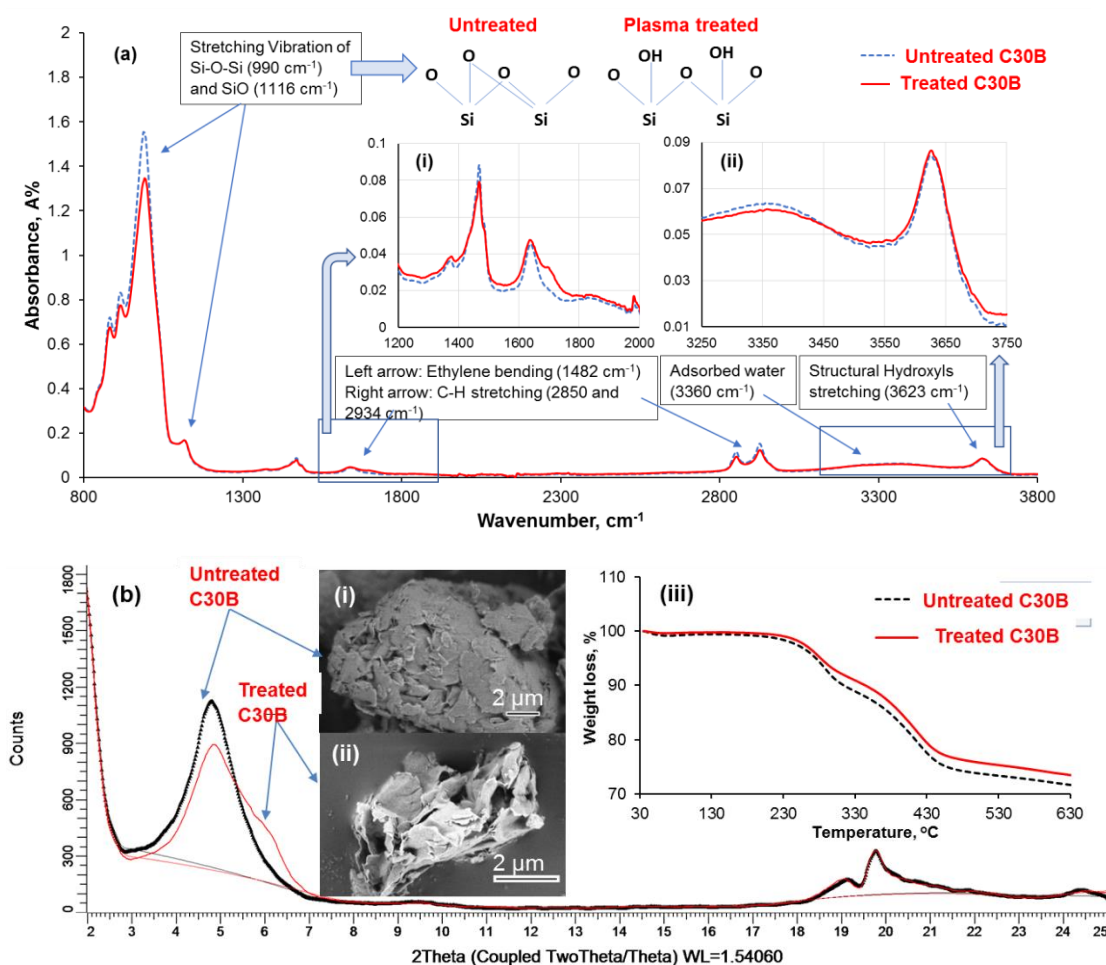 (a)
Untreated
Plasma treated
Stretching Vibration of
Si-O-Si (990 cm⁻¹)
and SiO (1116 cm⁻¹)
O O O O
Si Si
O OH O OH O
Si Si
Untreated C30B
Treated C30B
Absorbance, A%
2
1.8
1.6
1.4
1.2
1
0.8
0.6
0.4
0.2
0
(i)
0.1
0.08
0.06
0.04
0.02
0
1200 1400 1600 1800 2000
(ii)
0.09
0.07
0.05
0.03
0.01
3250 3350 3450 3550 3650 3750
Left arrow: Ethylene bending (1482 cm⁻¹)
Right arrow: C-H stretching (2850 and
2934 cm⁻¹)
Adsorbed water
(3360 cm⁻¹)
Structural Hydroxyls
stretching (3623 cm⁻¹)
800 1300 1800 2300 2800 3300 3800
Wavenumber, cm⁻¹
(b)
Untreated
C30B
Treated
C30B
Counts
1800
1500
1300
1100
900
600
300
0
(i)
2 μm
(ii)
2 μm
(iii)
Untreated C30B
Treated C30B
Weight loss, %
110
100
90
80
70
30 130 230 330 430 530 630
Temperature, °C
2 3 4 5 6 7 8 9 10 11 12 13 14 15 16 17 18 19 20 21 22 23 24 25
2Theta (Coupled TwoTheta/Theta) WL=1.54060